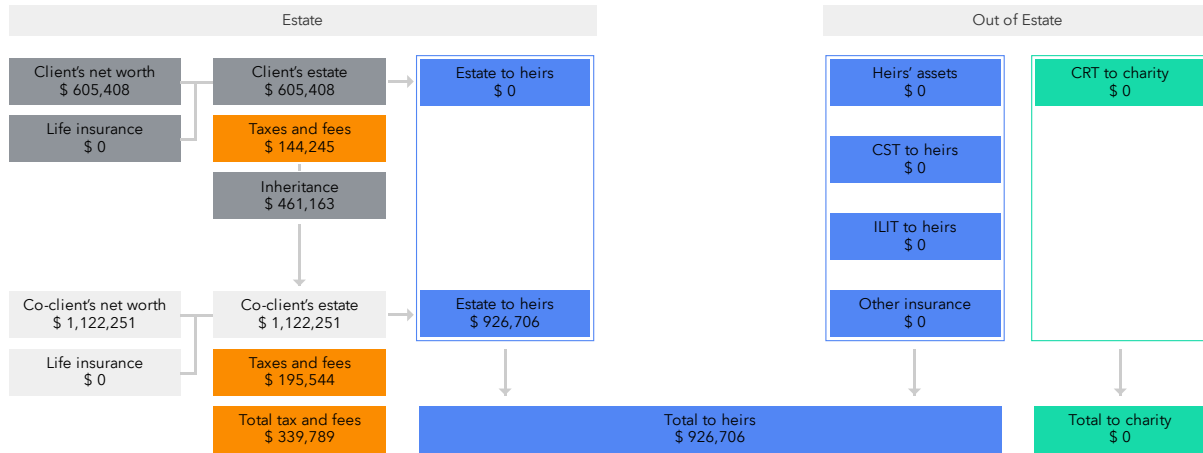 Estate
Out of Estate
Client's net worth
$ 605,408
Client's estate
$ 605,408
Estate to heirs
$ 0
Heirs' assets
$ 0
CRT to charity
$ 0
Life insurance
$ 0
Taxes and fees
$ 144,245
CST to heirs
$ 0
Inheritance
$ 461,163
ILIT to heirs
$ 0
Co-client's net worth
$ 1,122,251
Co-client's estate
$ 1,122,251
Estate to heirs
$ 926,706
Other insurance
$ 0
Life insurance
$ 0
Taxes and fees
$ 195,544
Total tax and fees
$ 339,789
Total to heirs
$ 926,706
Total to charity
$ 0